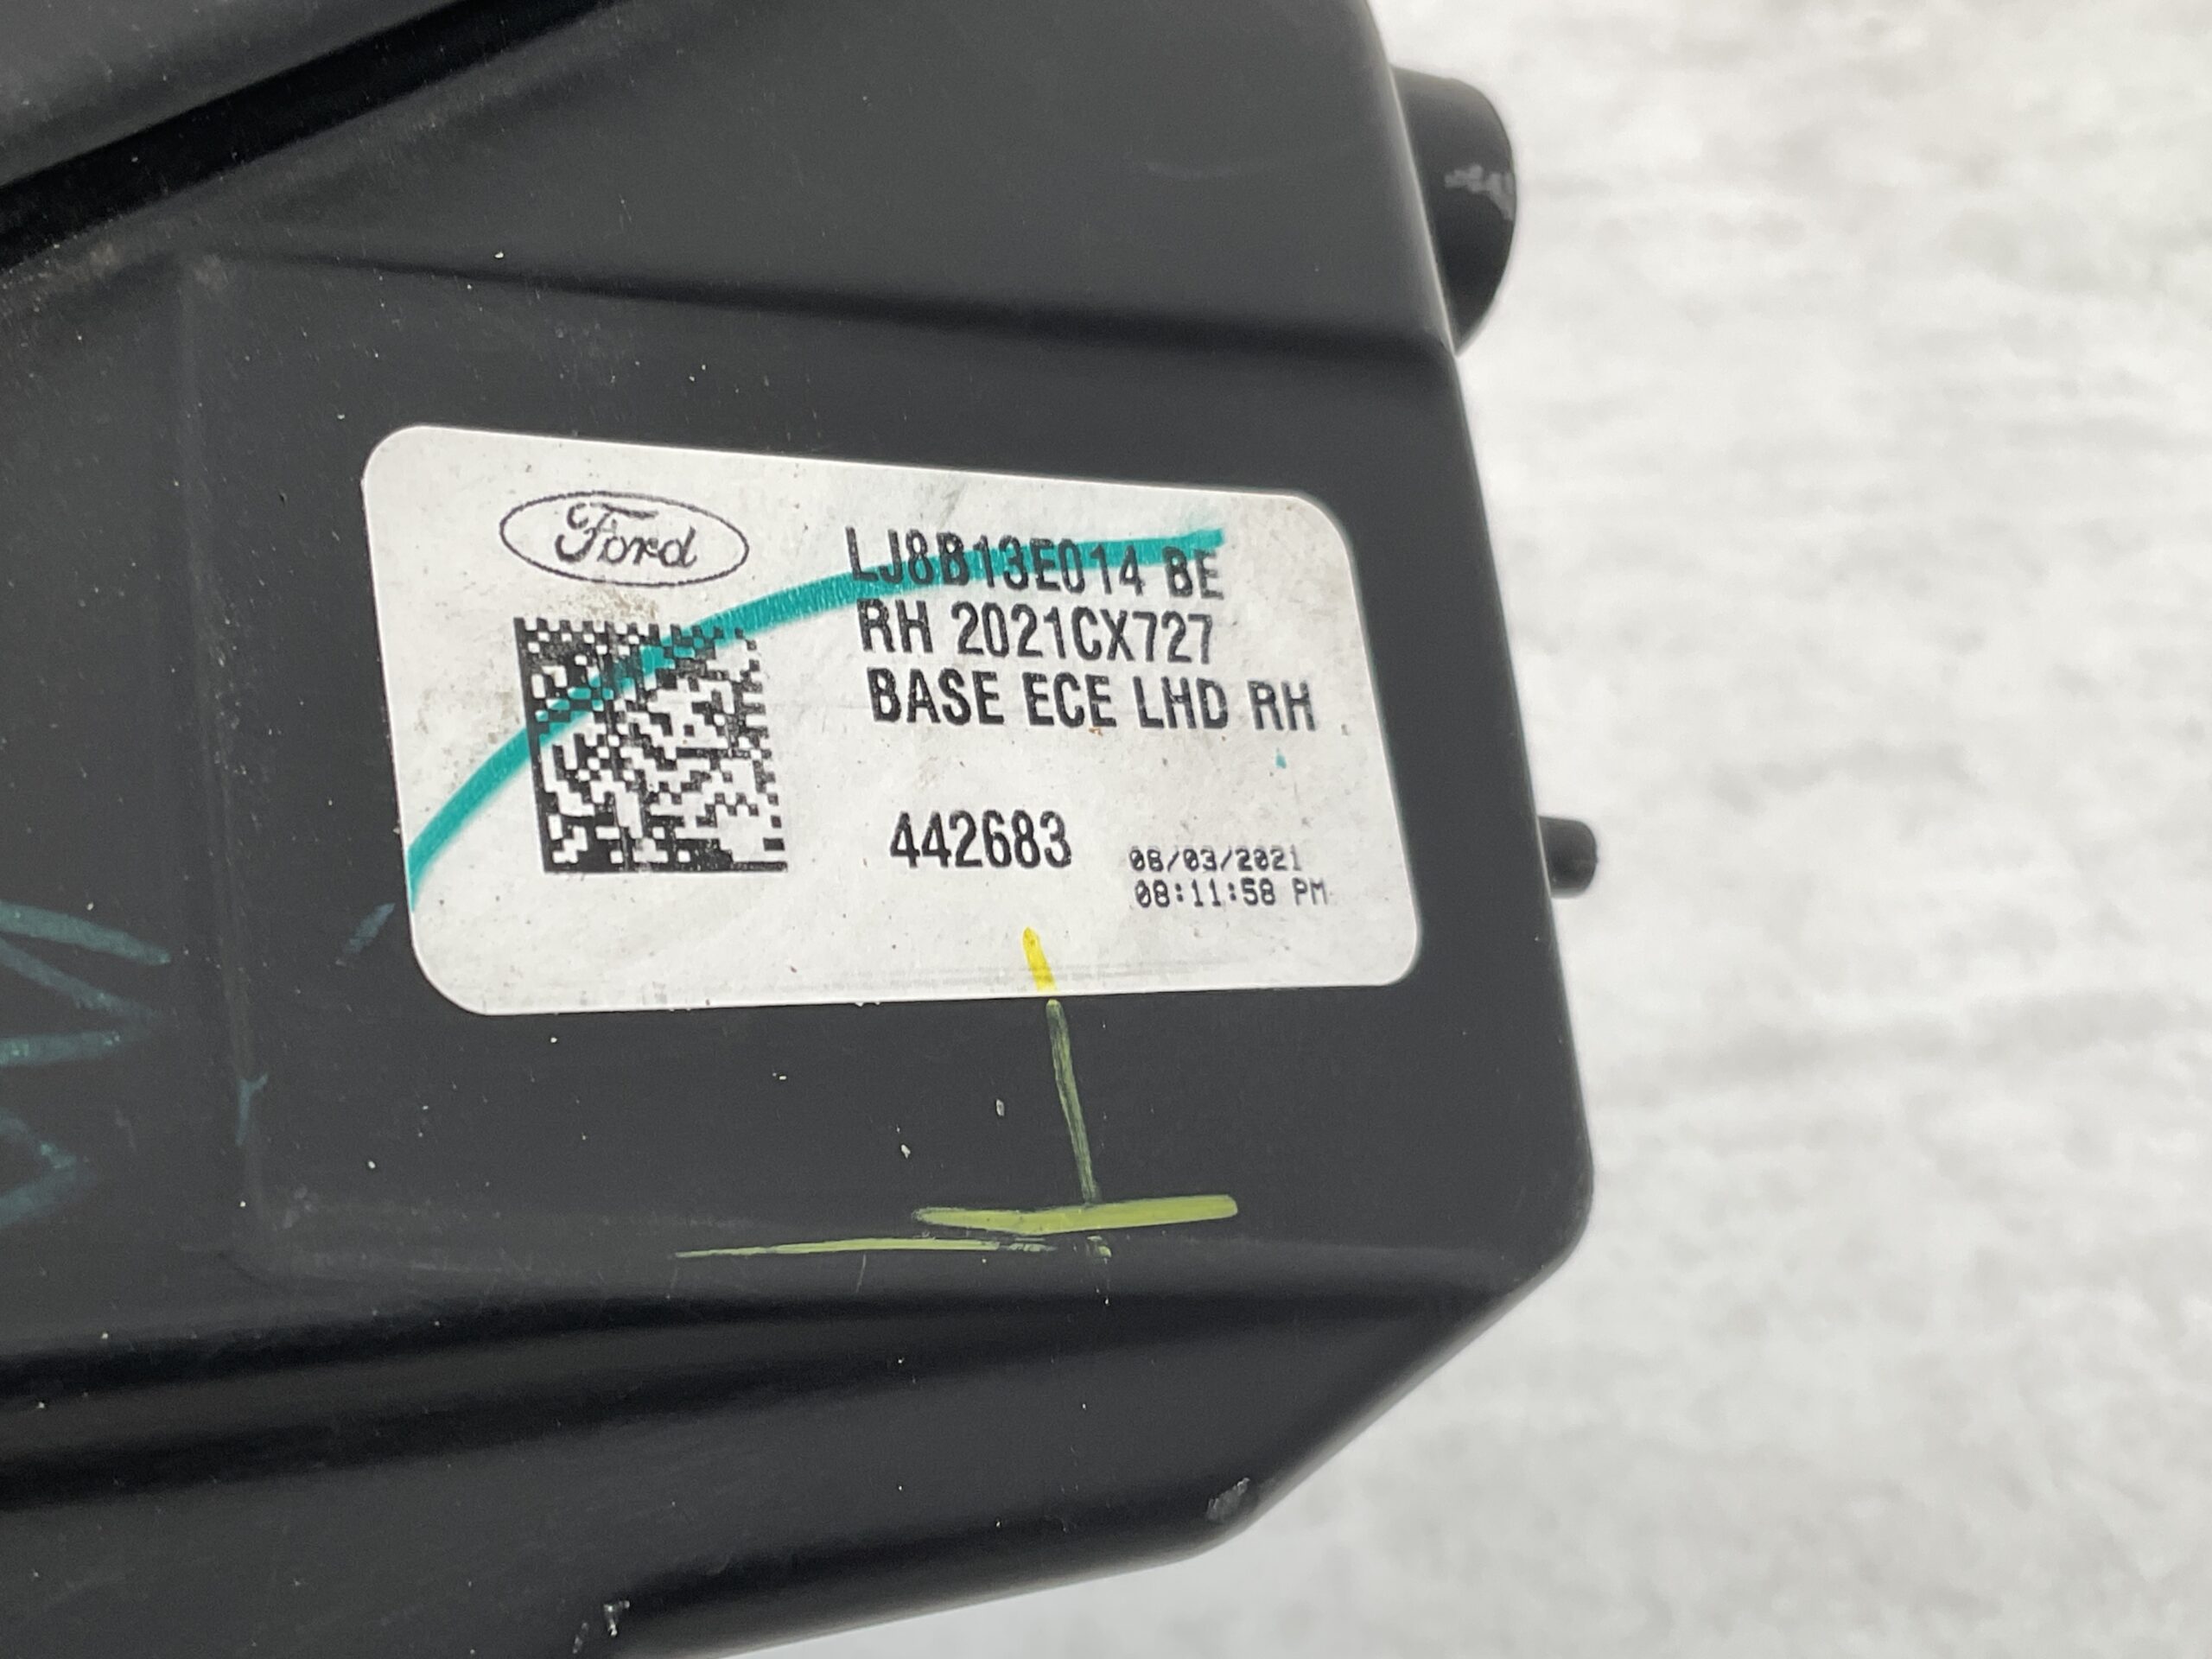 Ford
LJ8B13E014 BE
RH 2021CX727
BASE ECE LHD RH
442683
08/03/2021
08:11:58 PM